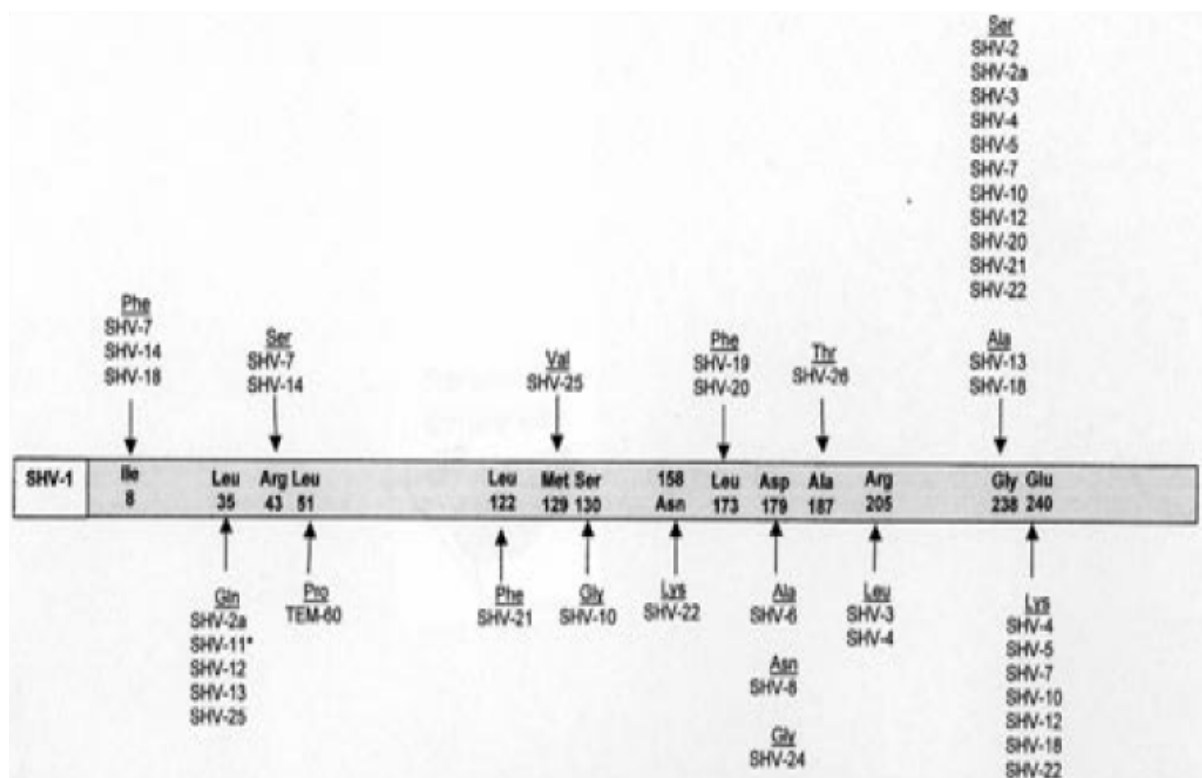 Ser
SHV-2
SHV-2a
SHV-3
SHV-4
SHV-5
SHV-7
SHV-10
SHV-12
SHV-20
SHV-21
SHV-22
Phe
SHV-7
SHV-14
SHV-18
Ser
SHV-7
SHV-14
Val
SHV-25
Phe
SHV-19
SHV-20
Thr
SHV-26
Ala
SHV-13
SHV-18
SHV-1
Ile
8
Leu
35
Arg
43
Leu
51
Leu
122
Met
129
Ser
130
158
Asn
Leu
173
Asp
179
Ala
187
Arg
205
Gly
238
Glu
240
Gln
SHV-2a
SHV-11*
SHV-12
SHV-13
SHV-25
Pro
TEM-60
Phe
SHV-21
Gly
SHV-10
Lys
SHV-22
Ala
SHV-6
Asn
SHV-8
Gly
SHV-24
Leu
SHV-3
SHV-4
Lys
SHV-4
SHV-5
SHV-7
SHV-10
SHV-12
SHV-18
SHV-22